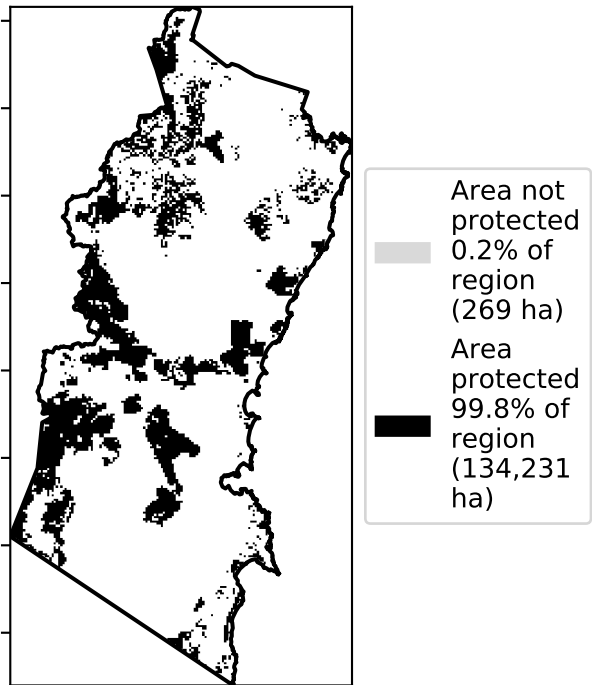 Area not
protected
0.2% of
region
(269 ha)
Area
protected
99.8% of
region
(134,231
ha)